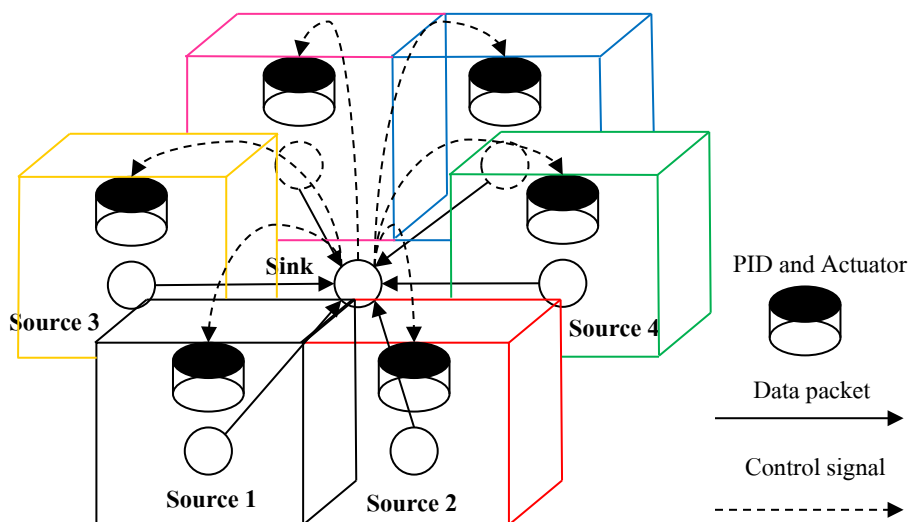 Sink
PID and Actuator
Source 3
Source 4
Data packet
Control signal
Source 1
Source 2